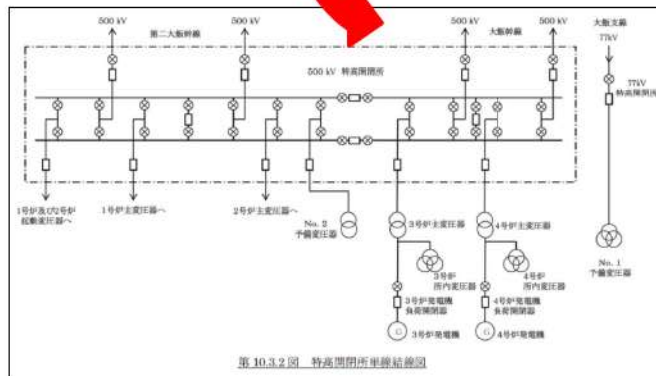 500 kV
500 kV
500 kV
500 kV
第二大飯幹線
大飯幹線
大飯支線
77kV
500 kV 特高開閉所
77kV
特高開閉所
1号炉及び2号炉
起動変圧器へ
1号炉主変圧器へ
2号炉主変圧器へ
No. 2
予備変圧器
3号炉主変圧器
4号炉主変圧器
No. 1
予備変圧器
3号炉
所内変圧器
4号炉
所内変圧器
3号炉発電機
負荷開閉器
4号炉発電機
負荷開閉器
G
3号炉発電機
G
4号炉発電機
第 10.3.2 図 特高開閉所単線結線図